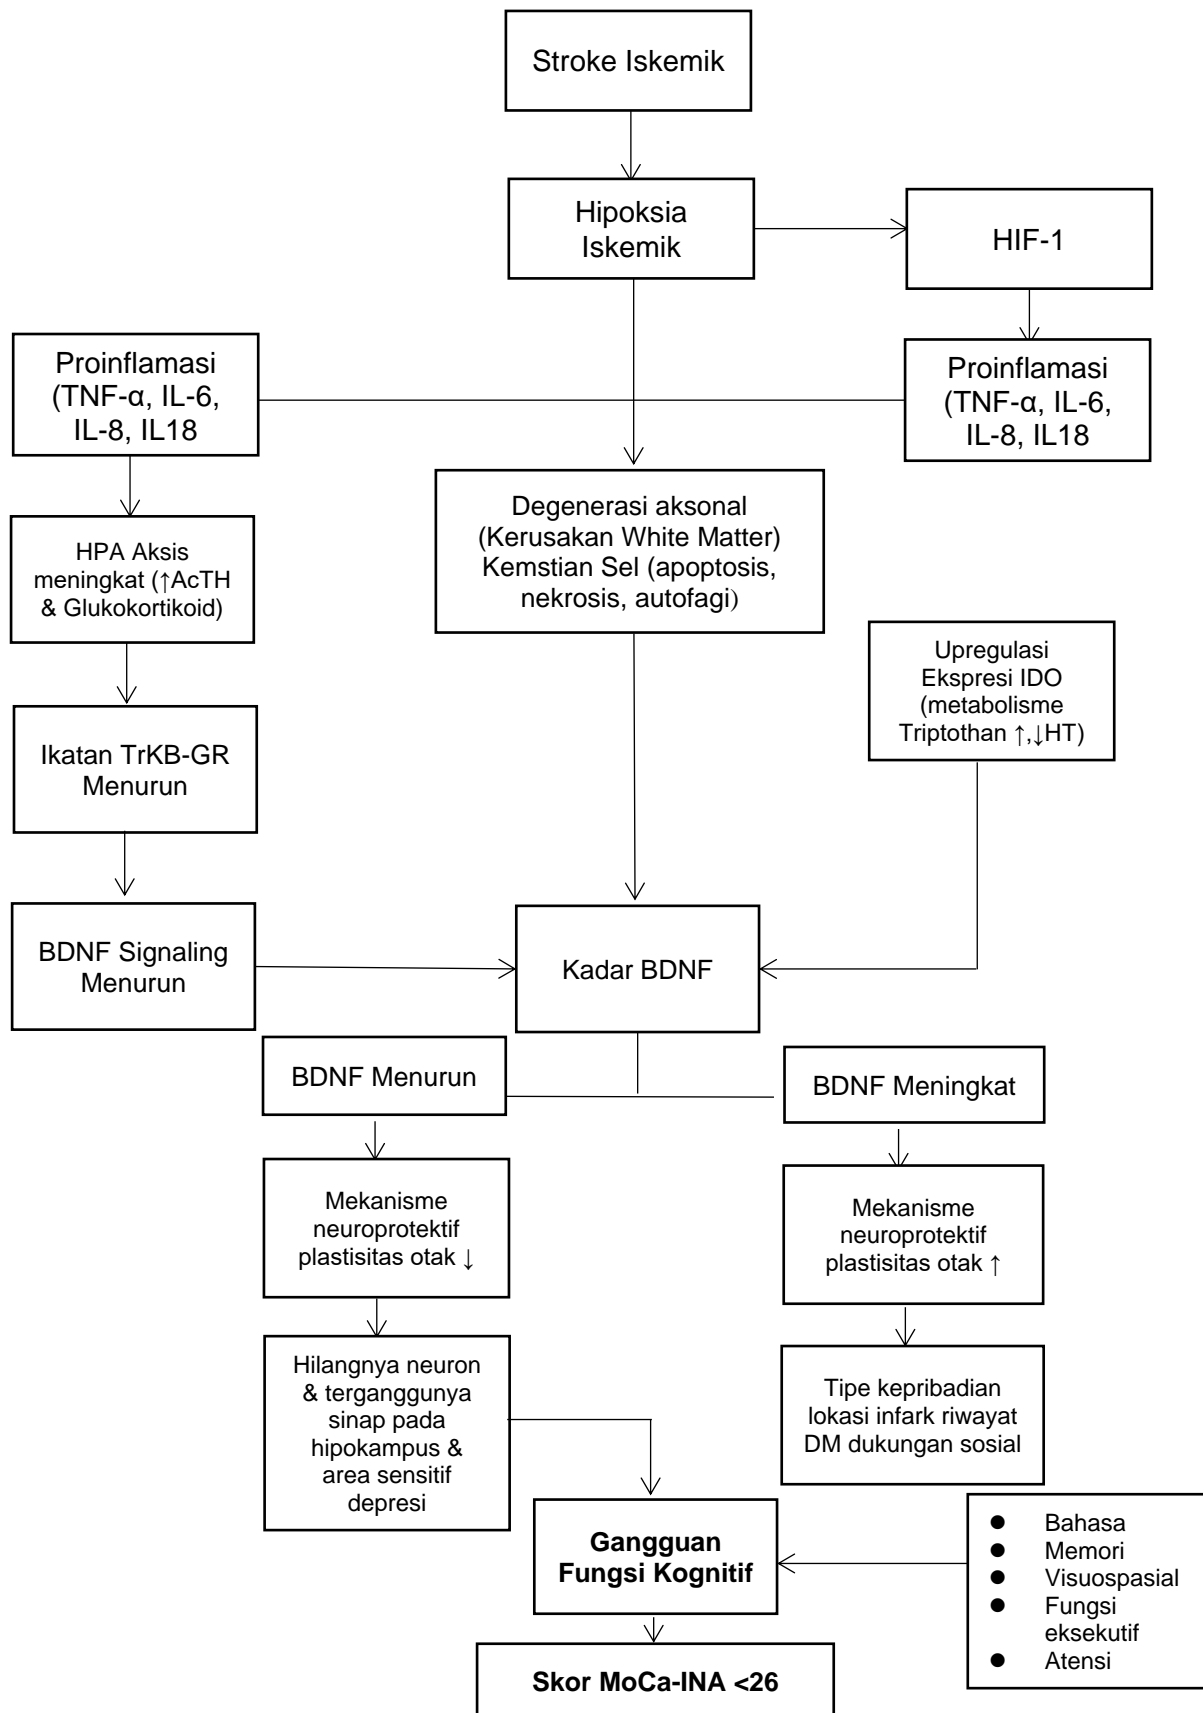 Stroke Iskemik
Hipoksia
Iskemik
HIF-1
Proinflamasi
(TNF-α, IL-6,
IL-8, IL18
Proinflamasi
(TNF-α, IL-6,
IL-8, IL18
Degenerasi aksonal
(Kerusakan White Matter)
Kemstian Sel (apoptosis,
nekrosis, autofagi)
HPA Aksis
meningkat (↑AcTH
& Glukokortikoid)
Upregulasi
Ekspresi IDO
(metabolisme
Triptothan ↑,↓HT)
Ikatan TrKB-GR
Menurun
BDNF Signaling
Menurun
Kadar BDNF
BDNF Menurun
BDNF Meningkat
Mekanisme
neuroprotektif
plastisitas otak ↓
Mekanisme
neuroprotektif
plastisitas otak ↑
Hilangnya neuron
& terganggunya
sinap pada
hipokampus &
area sensitif
depresi
Tipe kepribadian
lokasi infark riwayat
DM dukungan sosial
Gangguan
Fungsi Kognitif
● Bahasa
● Memori
● Visuospasial
● Fungsi
eksekutif
● Atensi
Skor MoCa-INA <26